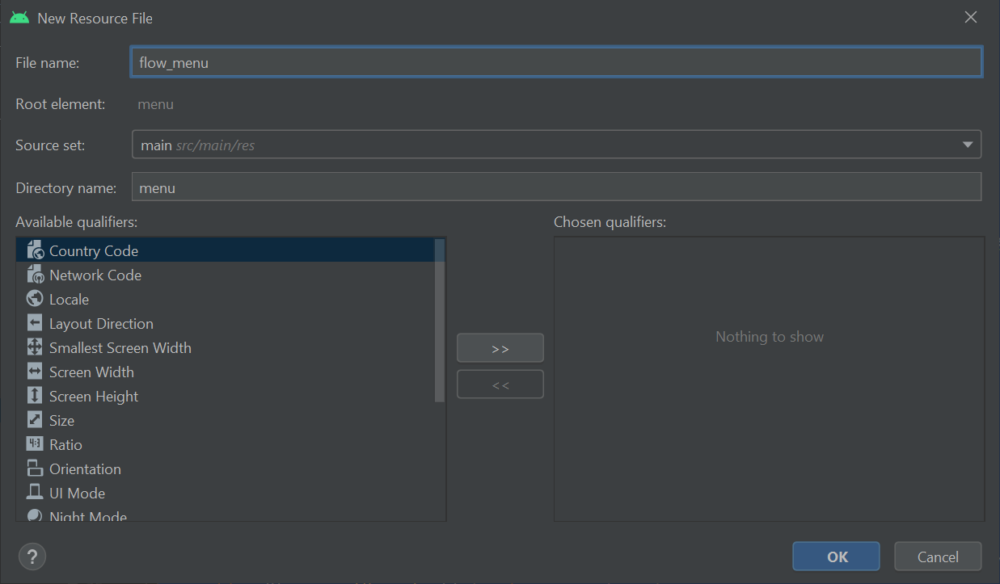 New Resource File
File name: flow_menu
Root element: menu
Source set: main src/main/res
Directory name: menu
Available qualifiers:
Chosen qualifiers:
Country Code
Network Code
Locale
Layout Direction
Smallest Screen Width
Screen Width
Screen Height
Size
4:3 Ratio
Orientation
UI Mode
Night Mode
>>
<<
Nothing to show
? OK Cancel